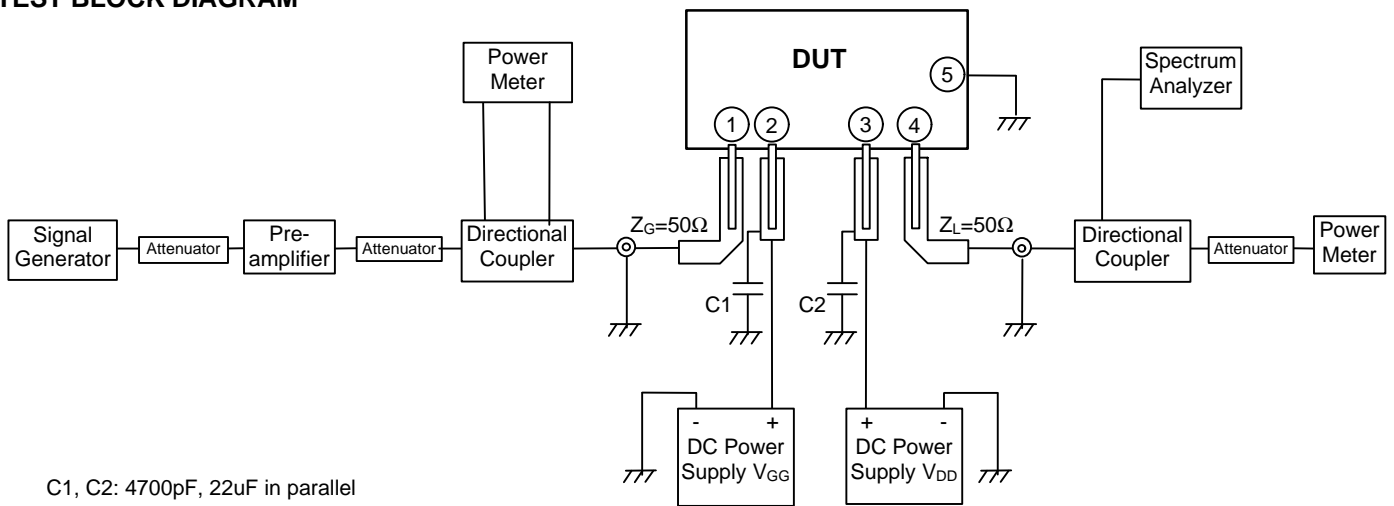 TEST BLOCK DIAGRAM
DUT
Power
Meter
5
Spectrum
Analyzer
1
2
3
4
Signal
Generator
Attenuator
Pre-
amplifier
Attenuator
Directional
Coupler
ZG=50Ω
ZL=50Ω
Directional
Coupler
Attenuator
Power
Meter
C1
C2
- +
DC Power
Supply VGG
+ -
DC Power
Supply VDD
C1, C2: 4700pF, 22uF in parallel